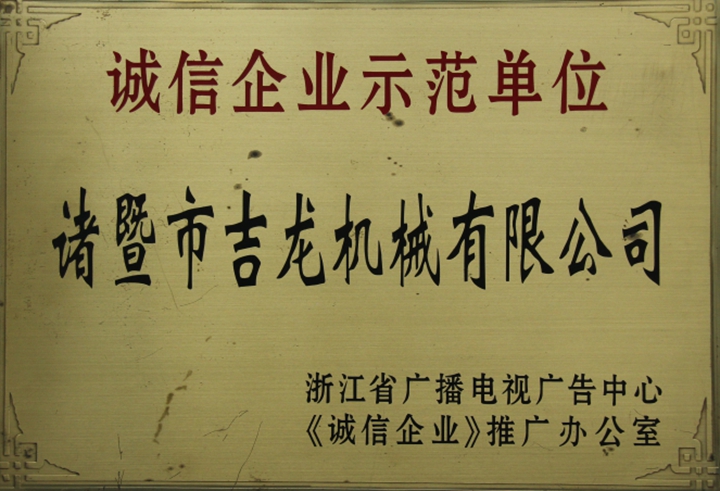 诚信企业示范单位
诸暨市吉龙机械有限公司
浙江省广播电视广告中心
《诚信企业》推广办公室